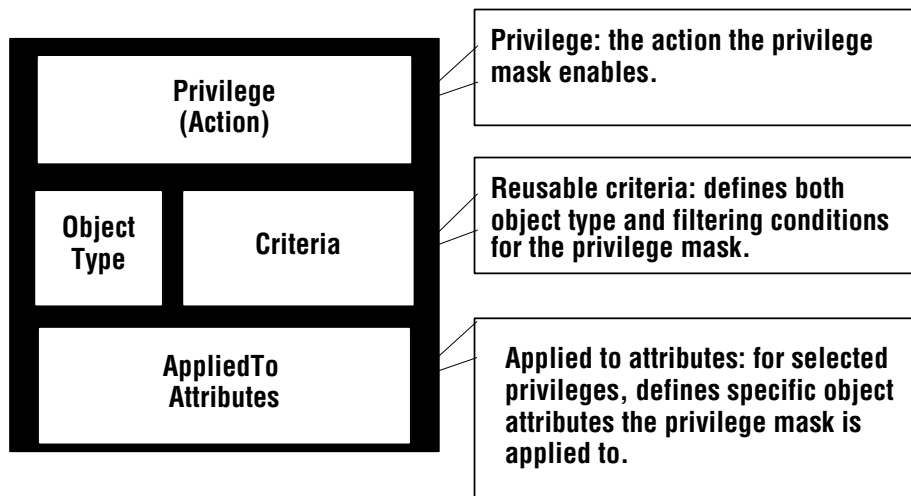 Privilege
(Action)
Privilege: the action the privilege
mask enables.
Object
Type
Criteria
Reusable criteria: defines both
object type and filtering conditions
for the privilege mask.
AppliedTo
Attributes
Applied to attributes: for selected
privileges, defines specific object
attributes the privilege mask is
applied to.